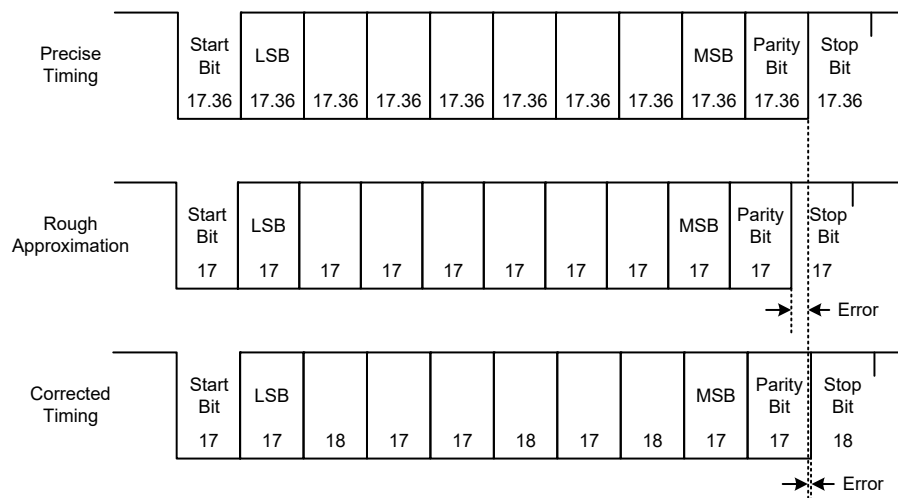 Precise
Timing
Start
Bit
LSB
MSB
Parity
Bit
Stop
Bit
17.36 17.36 17.36 17.36 17.36 17.36 17.36 17.36 17.36 17.36 17.36
Rough
Approximation
Start
Bit
LSB
MSB
Parity
Bit
Stop
Bit
17 17 17 17 17 17 17 17 17 17 17
Error
Corrected
Timing
Start
Bit
LSB
MSB
Parity
Bit
Stop
Bit
17 17 18 17 17 18 17 18 17 17 18
Error